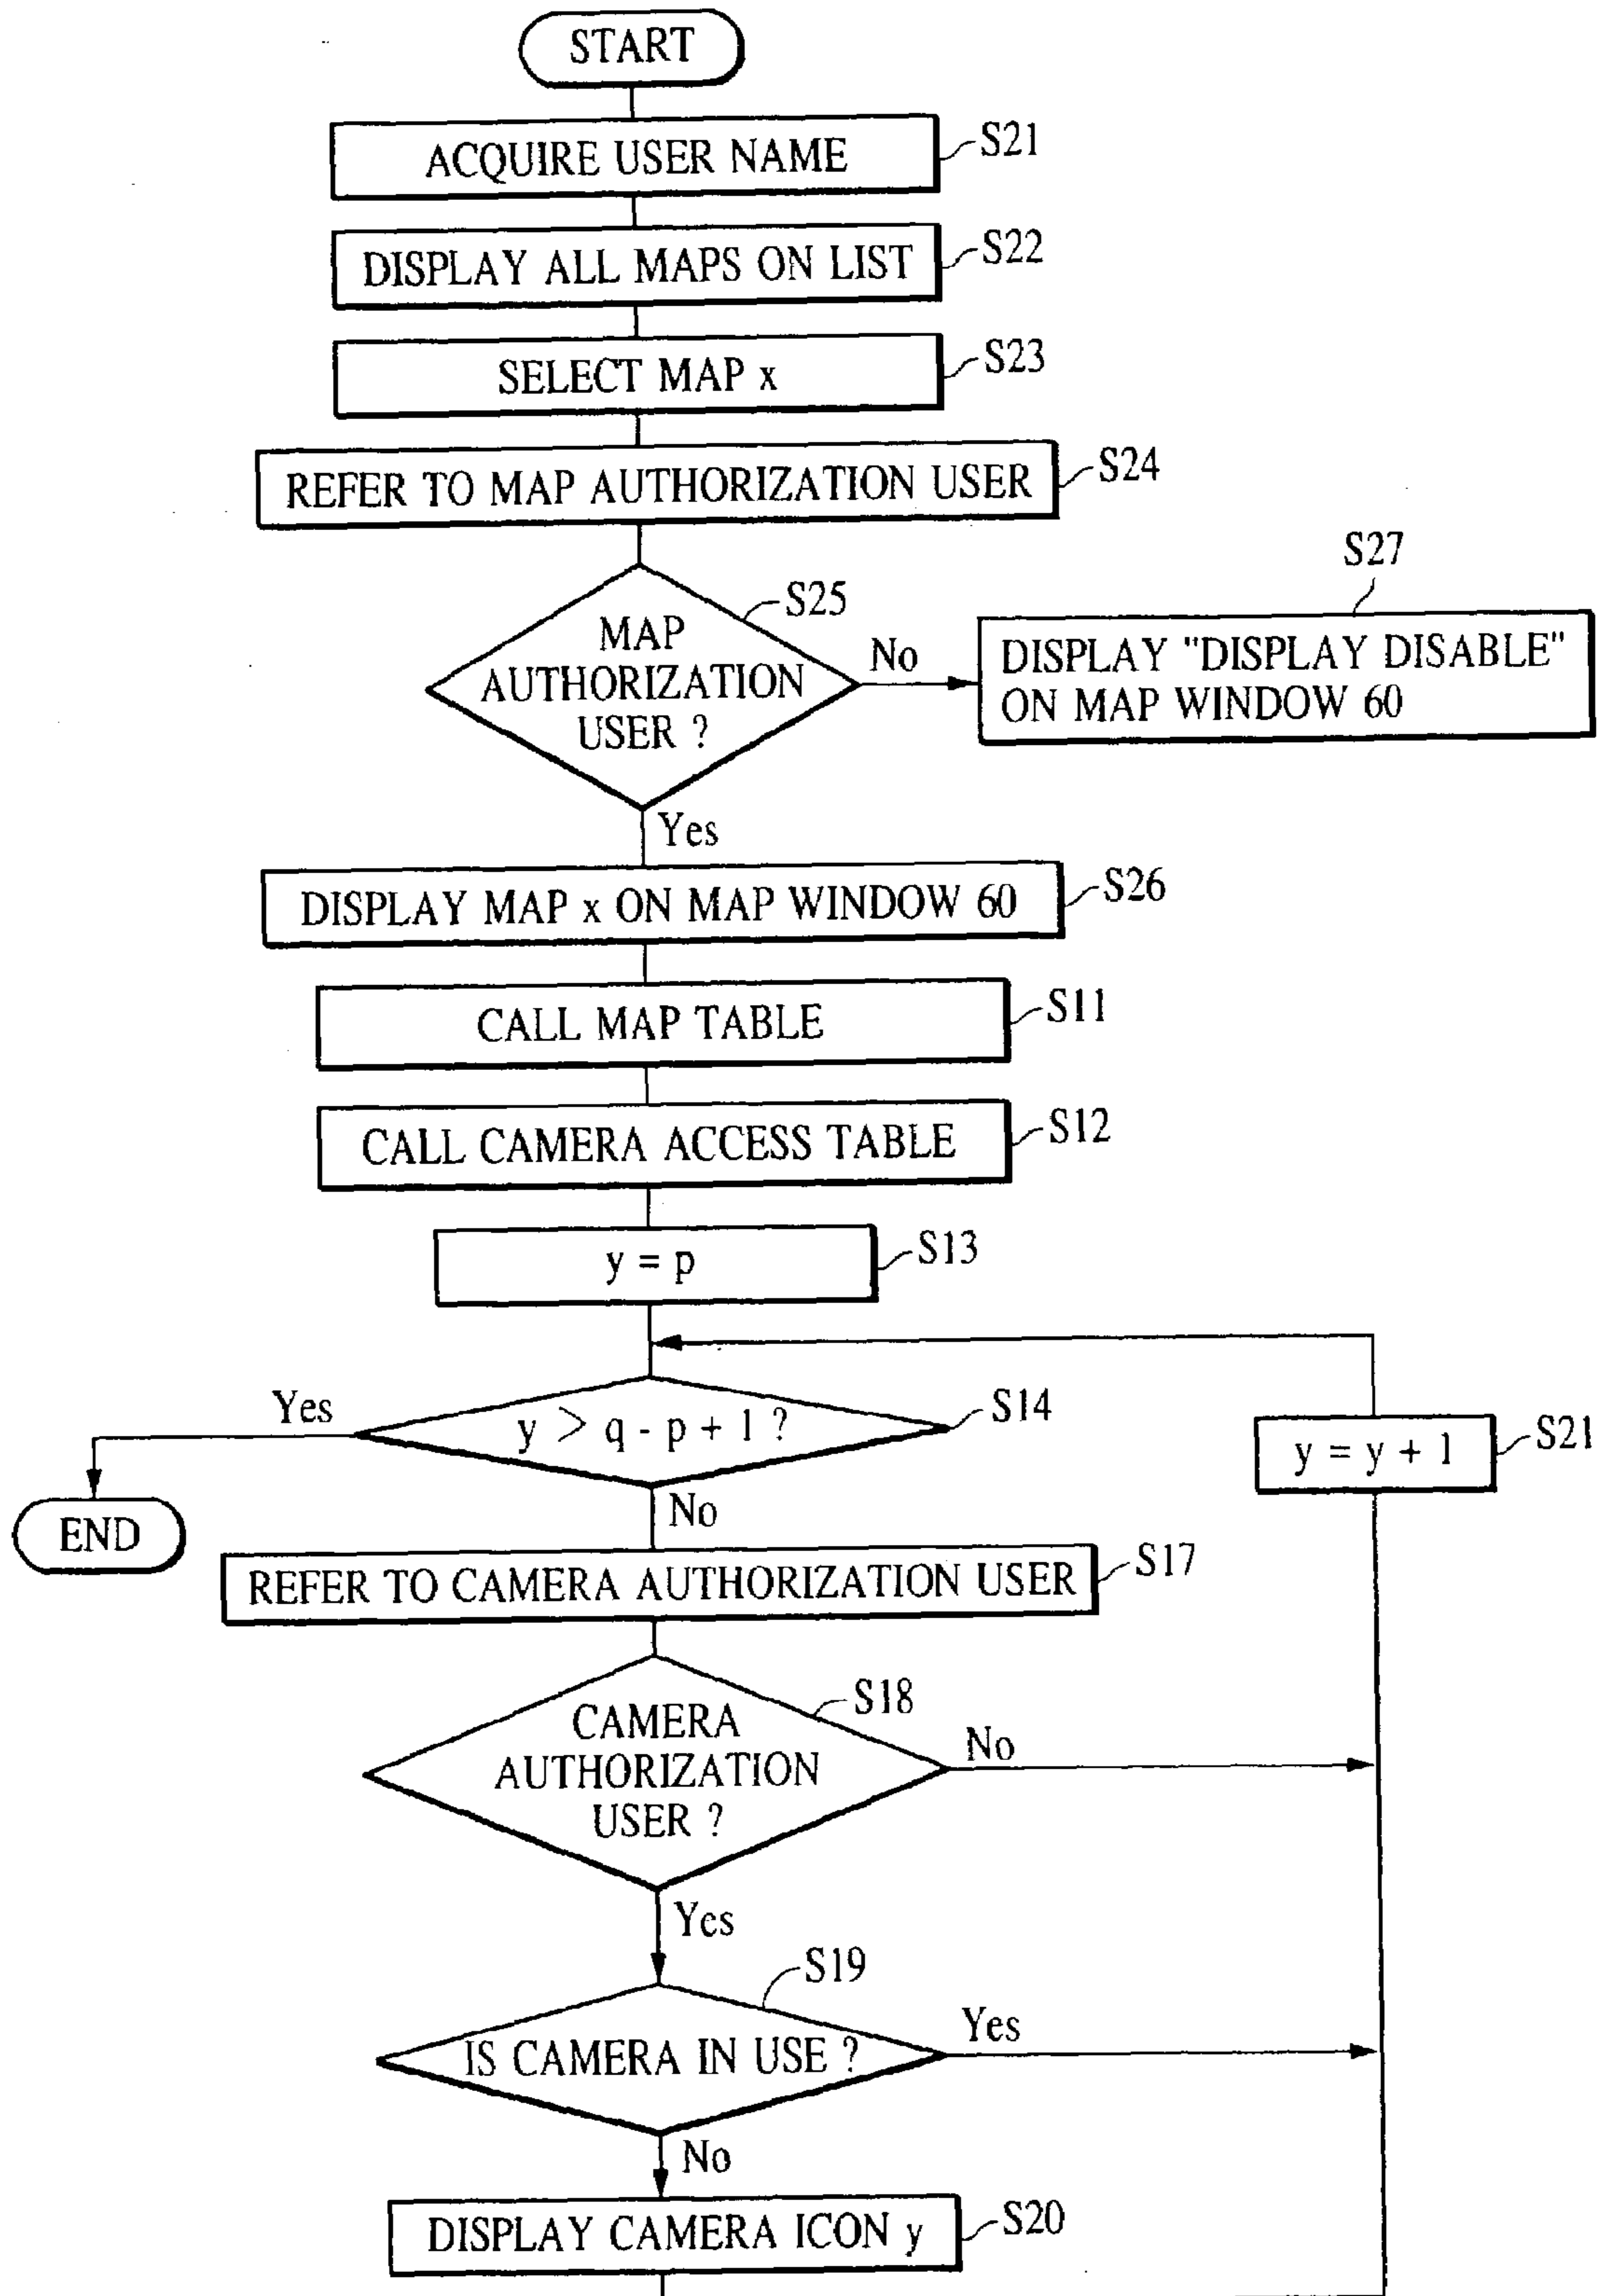 START
ACQUIRE USER NAME
S21
DISPLAY ALL MAPS ON LIST
S22
SELECT MAP x
S23
REFER TO MAP AUTHORIZATION USER
S24
MAP
AUTHORIZATION
USER ?
S25
No
S27
DISPLAY "DISPLAY DISABLE"
ON MAP WINDOW 60
Yes
DISPLAY MAP x ON MAP WINDOW 60
S26
CALL MAP TABLE
S11
CALL CAMERA ACCESS TABLE
S12
y = p
S13
y > q - p + 1 ?
S14
Yes
END
No
y = y + 1
S21
REFER TO CAMERA AUTHORIZATION USER
S17
CAMERA
AUTHORIZATION
USER ?
S18
No
Yes
IS CAMERA IN USE ?
S19
Yes
No
DISPLAY CAMERA ICON y
S20